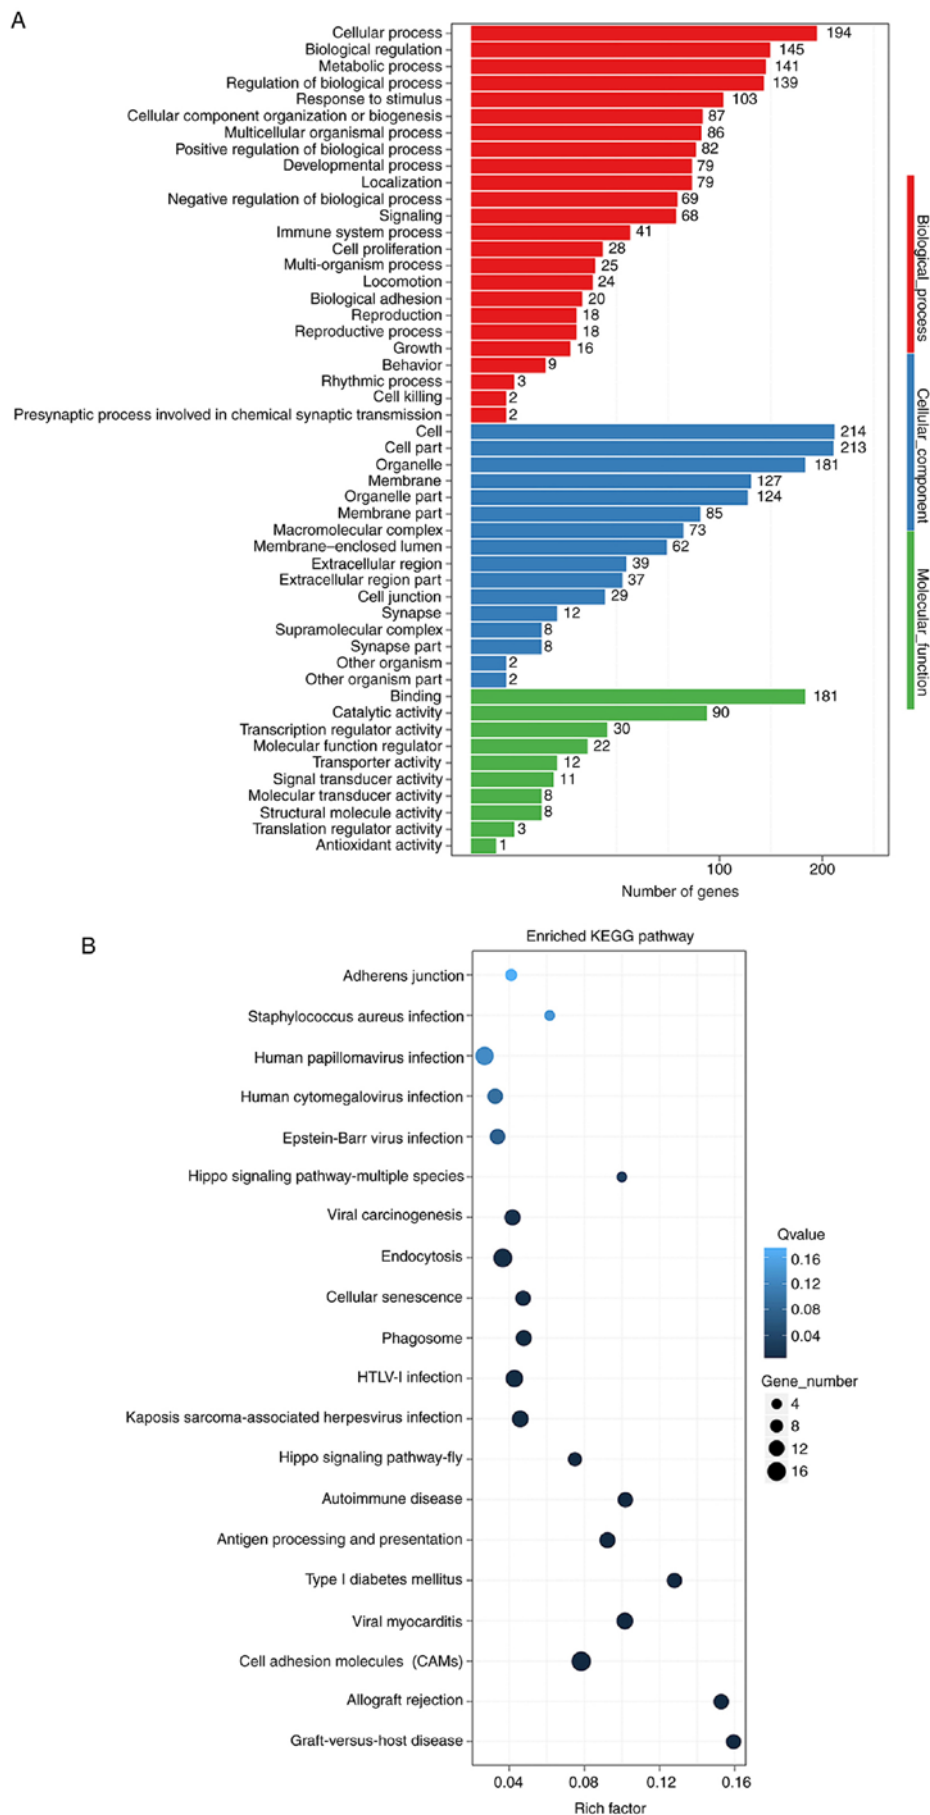 A
Cellular process 194
Biological regulation 145
Metabolic process 141
Regulation of biological process 139
Response to stimulus 103
Cellular component organization or biogenesis 87
Multicellular organismal process 86
Positive regulation of biological process 82
Developmental process 79
Localization 79
Negative regulation of biological process 69
Signaling 68
Immune system process 41
Cell proliferation 28
Multi-organism process 25
Locomotion 24
Biological adhesion 20
Reproduction 18
Reproductive process 18
Growth 16
Behavior 9
Rhythmic process 3
Cell killing 2
Presynaptic process involved in chemical synaptic transmission 2
Cell 214
Cell part 213
Organelle 181
Membrane 127
Organelle part 124
Membrane part 85
Macromolecular complex 73
Membrane–enclosed lumen 62
Extracellular region 39
Extracellular region part 37
Cell junction 29
Synapse 12
Supramolecular complex 8
Synapse part 8
Other organism 2
Other organism part 2
Binding 181
Catalytic activity 90
Transcription regulator activity 30
Molecular function regulator 22
Transporter activity 12
Signal transducer activity 11
Molecular transducer activity 8
Structural molecule activity 8
Translation regulator activity 3
Antioxidant activity 1
100 200
Number of genes
Biological_process
Cellular_component
Molecular_function
B
Enriched KEGG pathway
Adherens junction
Staphylococcus aureus infection
Human papillomavirus infection
Human cytomegalovirus infection
Epstein-Barr virus infection
Hippo signaling pathway-multiple species
Viral carcinogenesis
Endocytosis
Cellular senescence
Phagosome
HTLV-I infection
Kaposis sarcoma-associated herpesvirus infection
Hippo signaling pathway-fly
Autoimmune disease
Antigen processing and presentation
Type I diabetes mellitus
Viral myocarditis
Cell adhesion molecules (CAMs)
Allograft rejection
Graft-versus-host disease
0.04 0.08 0.12 0.16
Rich factor
Qvalue
0.16
0.12
0.08
0.04
Gene_number
4
8
12
16